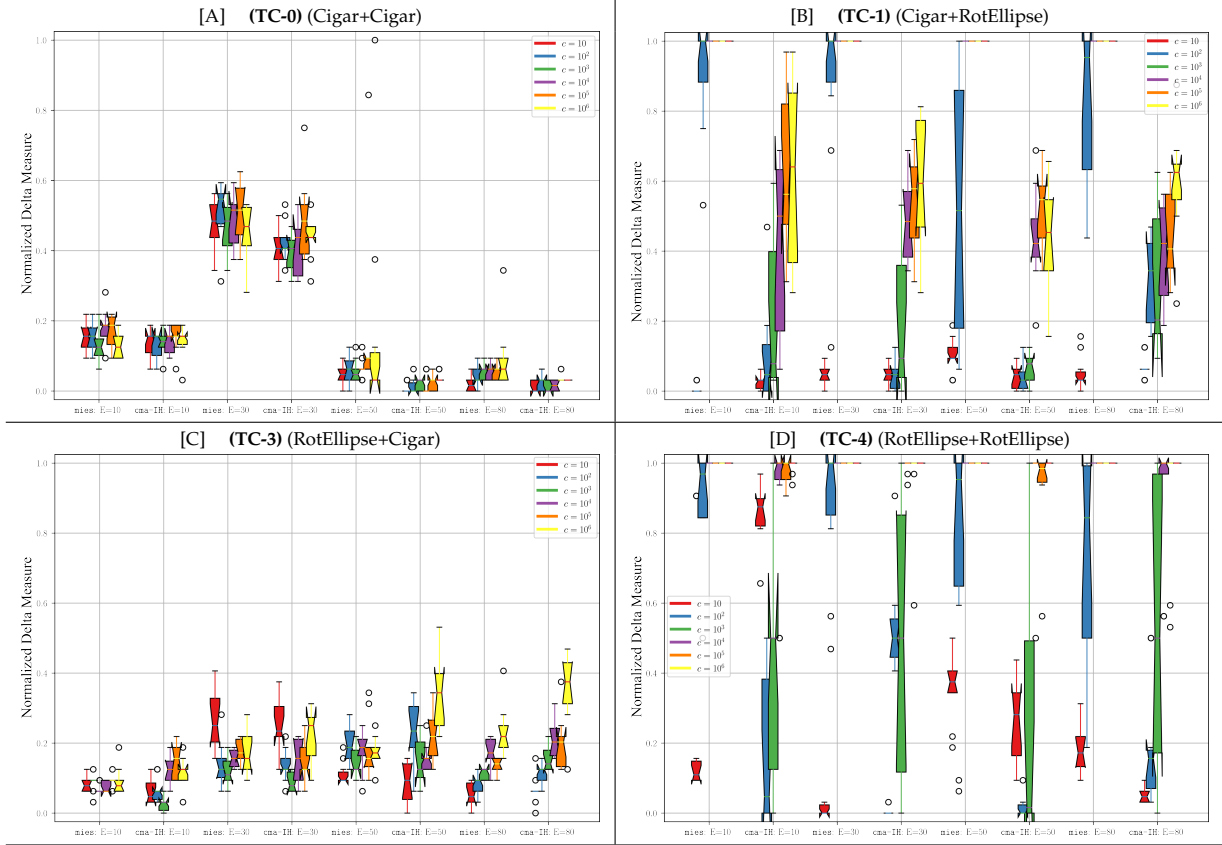 [A] (TC-0) (Cigar+Cigar)
Normalized Delta Measure
1.0
0.8
0.6
0.4
0.2
0.0
c = 10
c = 10²
c = 10³
c = 10⁴
c = 10⁵
c = 10⁶
mies: E=10 cma-IH: E=10 mies: E=30 cma-IH: E=30 mies: E=50 cma-IH: E=50 mies: E=80 cma-IH: E=80
[B] (TC-1) (Cigar+RotEllipse)
Normalized Delta Measure
1.0
0.8
0.6
0.4
0.2
0.0
c = 10
c = 10²
c = 10³
c = 10⁴
c = 10⁵
c = 10⁶
mies: E=10 cma-IH: E=10 mies: E=30 cma-IH: E=30 mies: E=50 cma-IH: E=50 mies: E=80 cma-IH: E=80
[C] (TC-3) (RotEllipse+Cigar)
Normalized Delta Measure
1.0
0.8
0.6
0.4
0.2
0.0
c = 10
c = 10²
c = 10³
c = 10⁴
c = 10⁵
c = 10⁶
mies: E=10 cma-IH: E=10 mies: E=30 cma-IH: E=30 mies: E=50 cma-IH: E=50 mies: E=80 cma-IH: E=80
[D] (TC-4) (RotEllipse+RotEllipse)
Normalized Delta Measure
1.0
0.8
0.6
0.4
0.2
0.0
c = 10
c = 10²
c = 10³
c = 10⁴
c = 10⁵
c = 10⁶
mies: E=10 cma-IH: E=10 mies: E=30 cma-IH: E=30 mies: E=50 cma-IH: E=50 mies: E=80 cma-IH: E=80